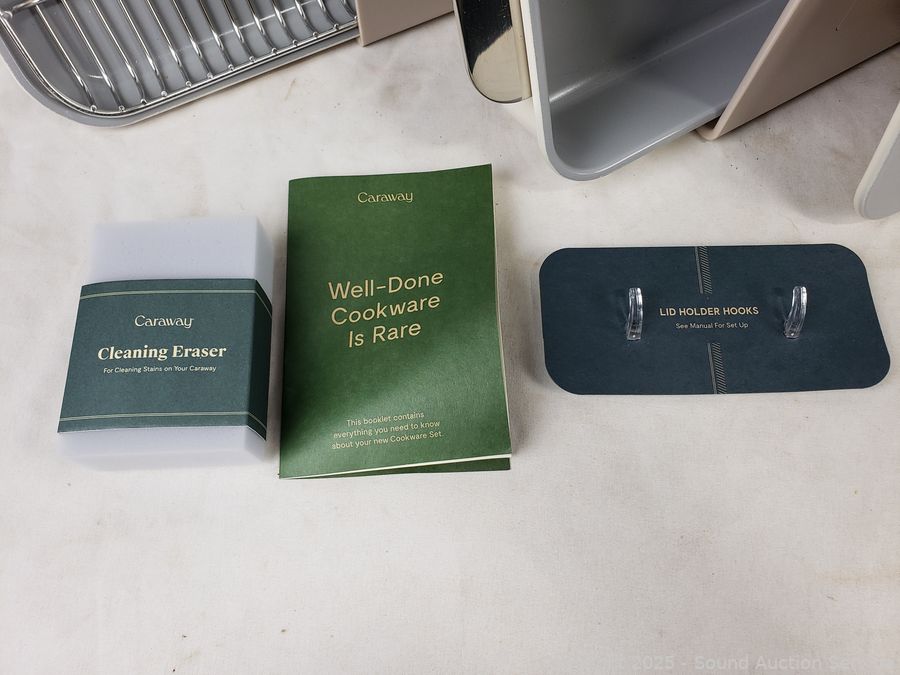 Caraway
Cleaning Eraser
For Cleaning Stains on Your Caraway
Caraway
Well-Done
Cookware
Is Rare
This booklet contains
everything you need to know
about your new Cookware Set.
LID HOLDER HOOKS
See Manual For Set Up
2025 - Sound Auction Service